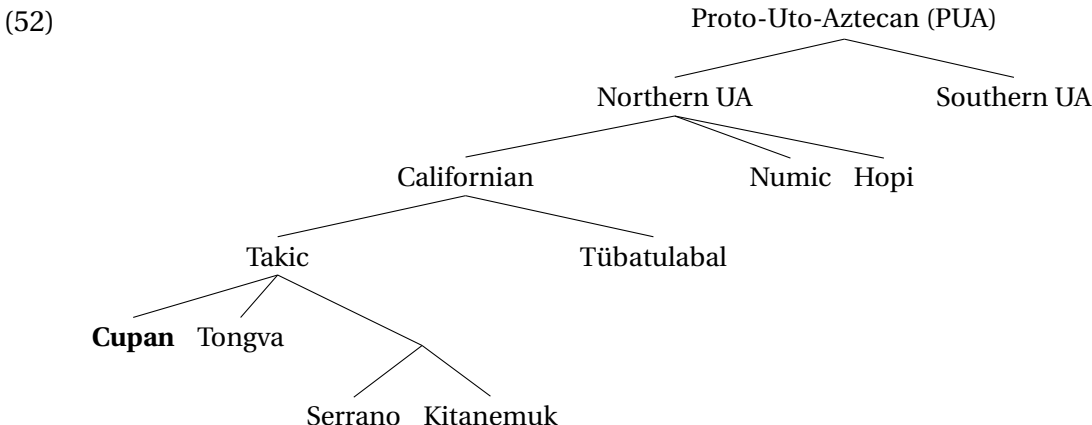 (52) Proto-Uto-Aztecan (PUA)
Northern UA Southern UA
Californian Numic Hopi
Takic Tübatulabal
Cupan Tongva
Serrano Kitanemuk